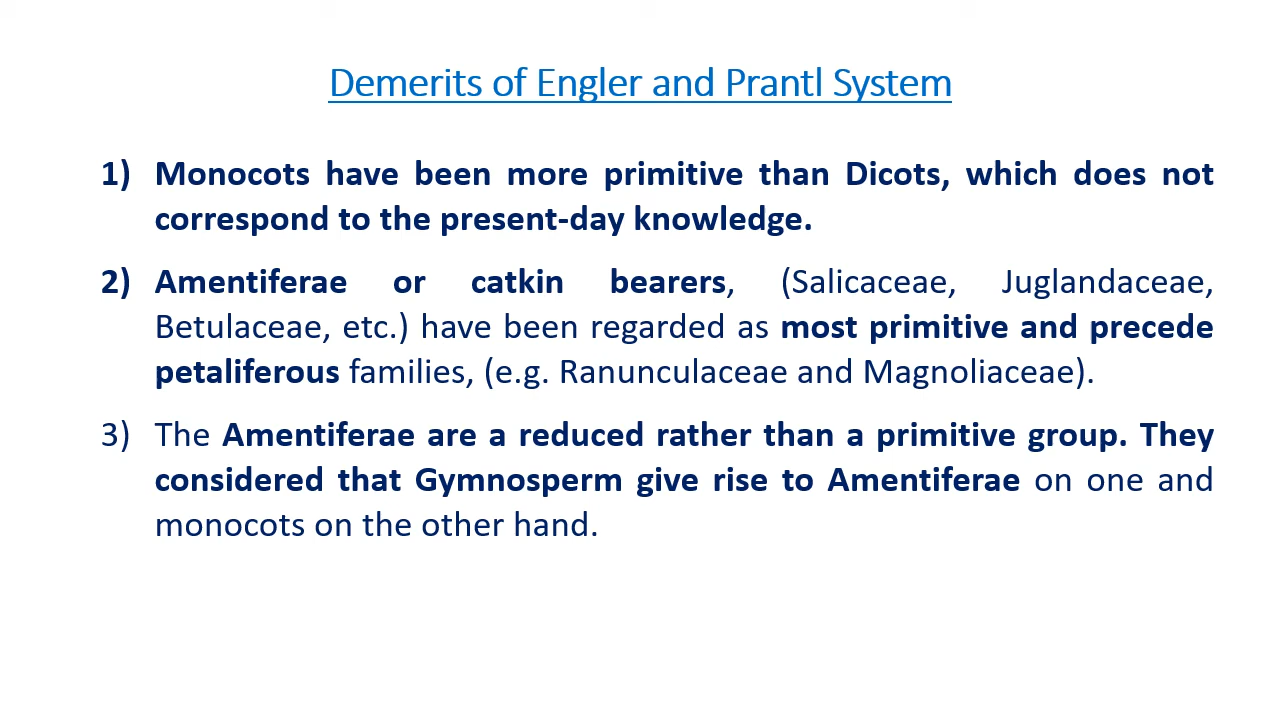 Demerits of Engler and Prantl System
1) Monocots have been more primitive than Dicots, which does not
correspond to the present-day knowledge.
2) Amentiferae or catkin bearers, (Salicaceae, Juglandaceae,
Betulaceae, etc.) have been regarded as most primitive and precede
petaliferous families, (e.g. Ranunculaceae and Magnoliaceae).
3) The Amentiferae are a reduced rather than a primitive group. They
considered that Gymnosperm give rise to Amentiferae on one and
monocots on the other hand.